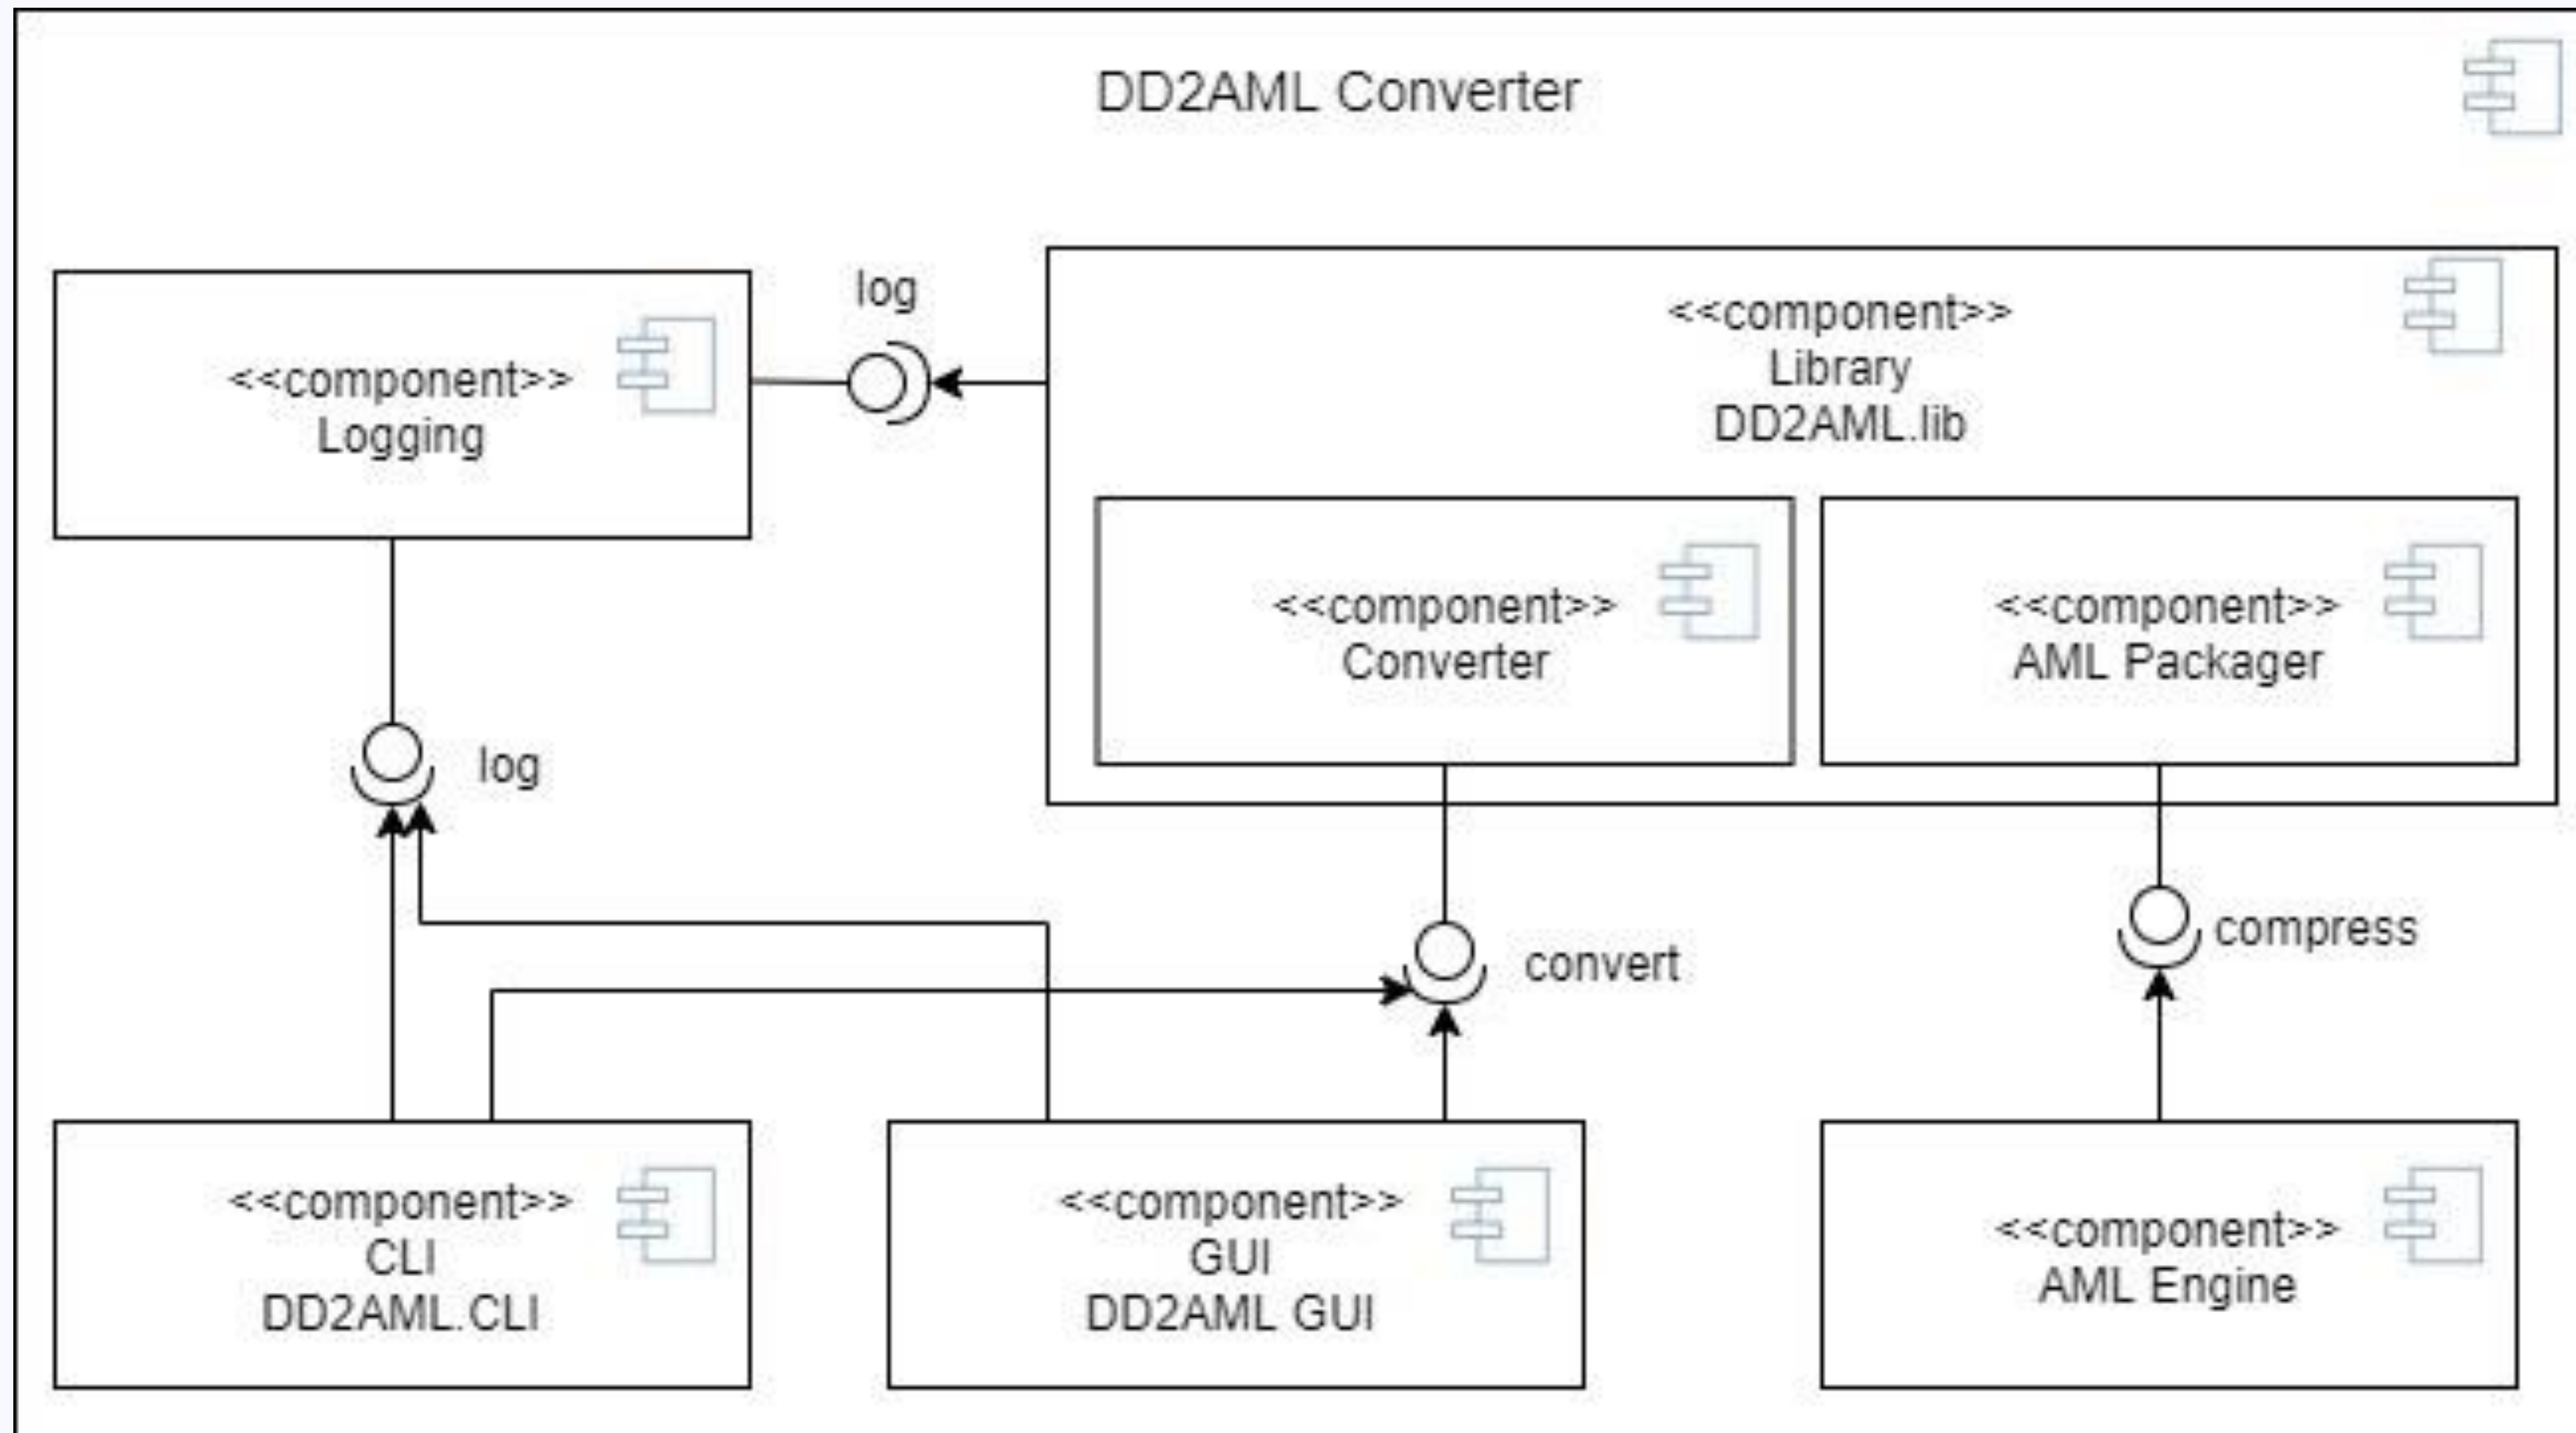 DD2AML Converter
<<component>>
Logging
log
<<component>>
Library
DD2AML.lib
<<component>>
Converter
<<component>>
AML Packager
log
convert
compress
<<component>>
CLI
DD2AML.CLI
<<component>>
GUI
DD2AML GUI
<<component>>
AML Engine